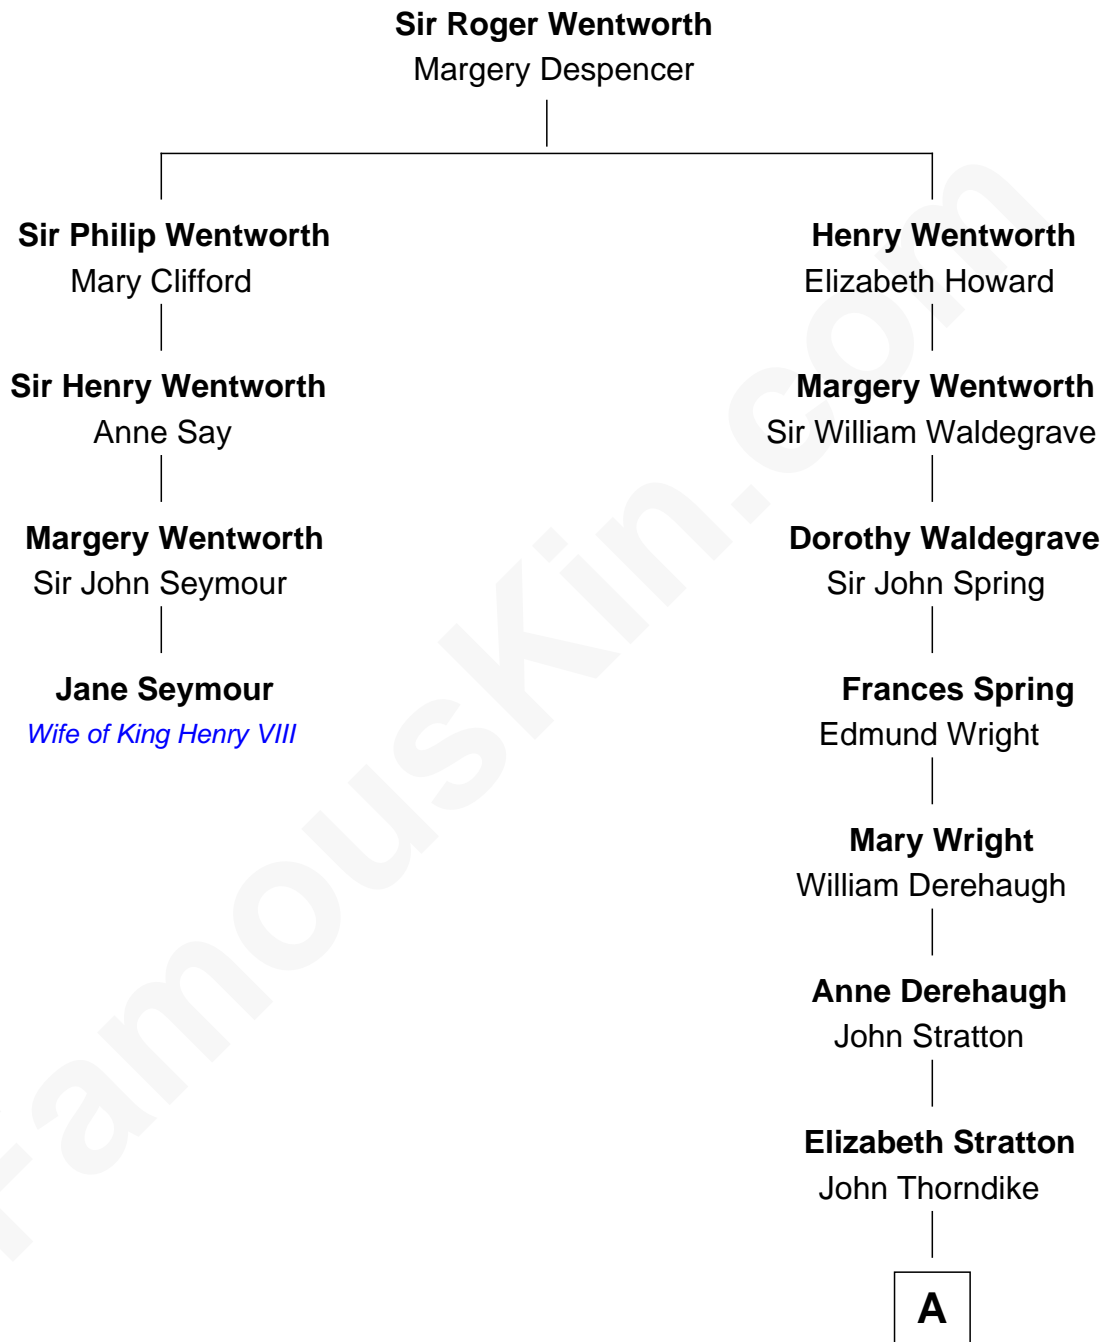 Sir Roger Wentworth
Margery Despencer
Sir Philip Wentworth
Mary Clifford
Sir Henry Wentworth
Anne Say
Margery Wentworth
Sir John Seymour
Jane Seymour
Wife of King Henry VIII
Henry Wentworth
Elizabeth Howard
Margery Wentworth
Sir William Waldegrave
Dorothy Waldegrave
Sir John Spring
Frances Spring
Edmund Wright
Mary Wright
William Derehaugh
Anne Derehaugh
John Stratton
Elizabeth Stratton
John Thorndike
A
FamousKin.com